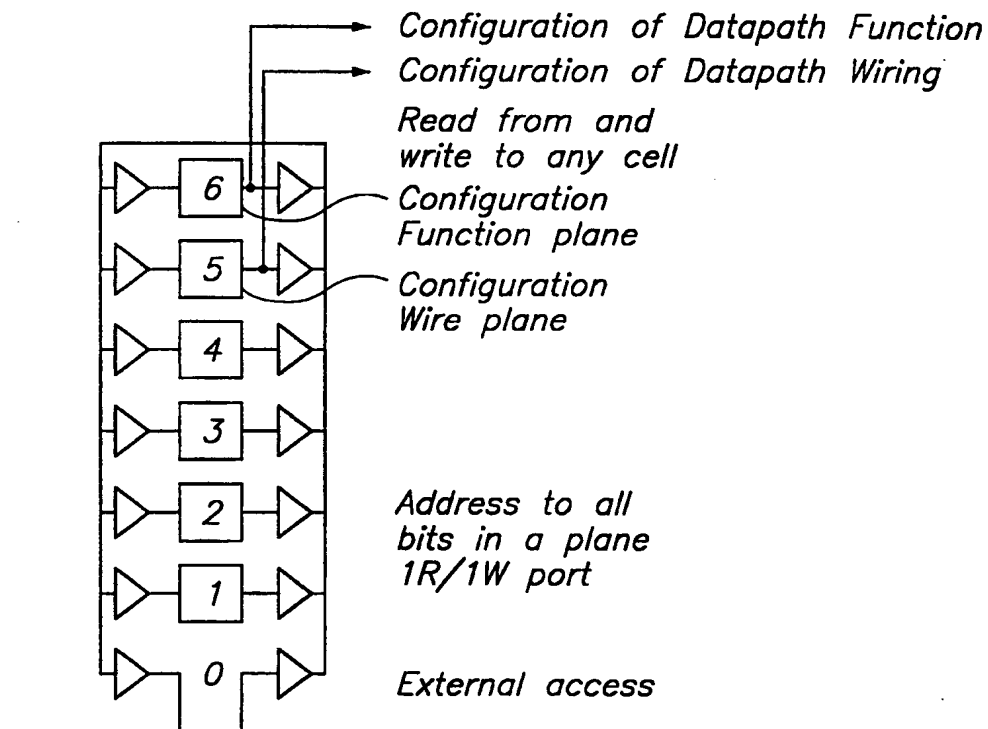 Configuration of Datapath Function
Configuration of Datapath Wiring
Read from and
write to any cell
6
Configuration
Function plane
5
Configuration
Wire plane
4
3
2
Address to all
bits in a plane
1R/1W port
1
0
External access